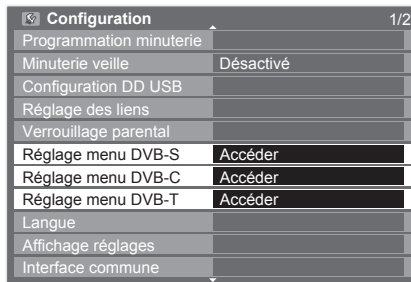 Configuration 1/2
Programmation minuterie
Minuterie veille Désactivé
Configuration DD USB
Réglage des liens
Verrouillage parental
Réglage menu DVB-S Accéder
Réglage menu DVB-C Accéder
Réglage menu DVB-T Accéder
Langue
Affichage réglages
Interface commune